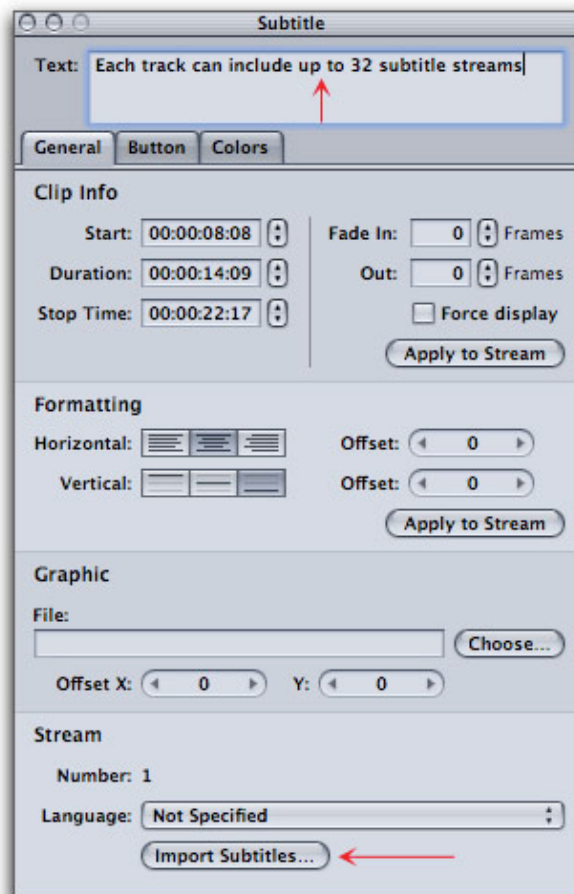 Subtitle
Text: Each track can include up to 32 subtitle streams
General Button Colors
Clip Info
Start: 00:00:08:08 Fade In: 0 Frames
Duration: 00:00:14:09 Out: 0 Frames
Stop Time: 00:00:22:17 Force display
Apply to Stream
Formatting
Horizontal: Offset: 0
Vertical: Offset: 0
Apply to Stream
Graphic
File:
Choose...
Offset X: 0 Y: 0
Stream
Number: 1
Language: Not Specified
Import Subtitles...